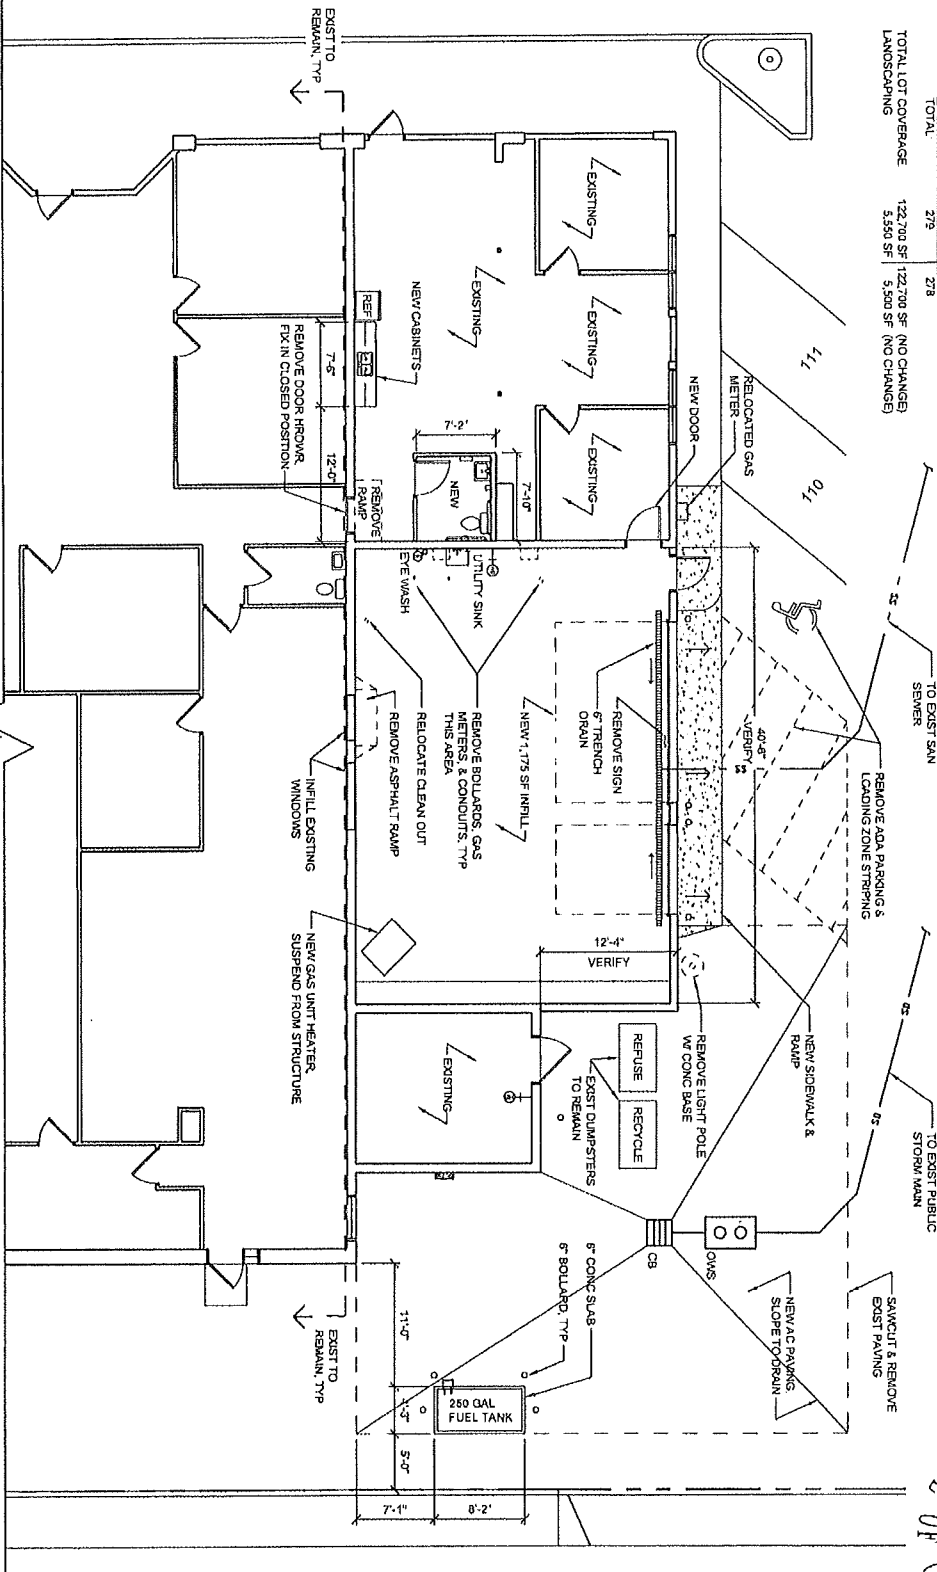 TOTAL 279 278
TOTAL LOT COVERAGE 122,700 SF 122,700 SF (NO CHANGE)
LANDSCAPING 5,550 SF 5,500 SF (NO CHANGE)
111
110
TO EXIST SAN
SEWER
SS
REMOVE ADA PARKING &
LOADING ZONE STRIPING
TO EXIST PUBLIC
STORM MAIN
SD
SD
SAWCUT & REMOVE
EXIST PAVING
NEW AC PAVING,
SLOPE TO DRAIN
OF
RELOCATED GAS
METER
NEW DOOR
40'-6"
VERIFY
SS
NEW SIDEWALK &
RAMP
OWS
CB
REMOVE LIGHT POLE
W/ CONC BASE
EXISTING
EXISTING
EXISTING
REMOVE SIGN
6" TRENCH
DRAIN
12'-4"
VERIFY
REFUSE
RECYCLE
EXIST DUMPSTERS
TO REMAIN
6" CONC SLAB
6" BOLLARD, TYP
EXISTING
NEW 1,175 SF INFILL
7'-2"
7'-10"
NEW
UTILITY SINK
EYE WASH
REMOVE BOLLARDS, GAS
METERS, & CONDUITS, TYP
THIS AREA
RELOCATE CLEAN OUT
REMOVE ASPHALT RAMP
EXISTING
250 GAL
FUEL TANK
NEW CABINETS
REF
REMOVE
RAMP
EXIST TO
REMAIN, TYP
7'-6"
12'-0"
REMOVE DOOR HRDWR,
FIX IN CLOSED POSITION
INFILL EXISTING
WINDOWS
NEW GAS UNIT HEATER,
SUSPEND FROM STRUCTURE
EXIST TO
REMAIN, TYP
11'-0"
5'-0"
7'-1"
8'-2"